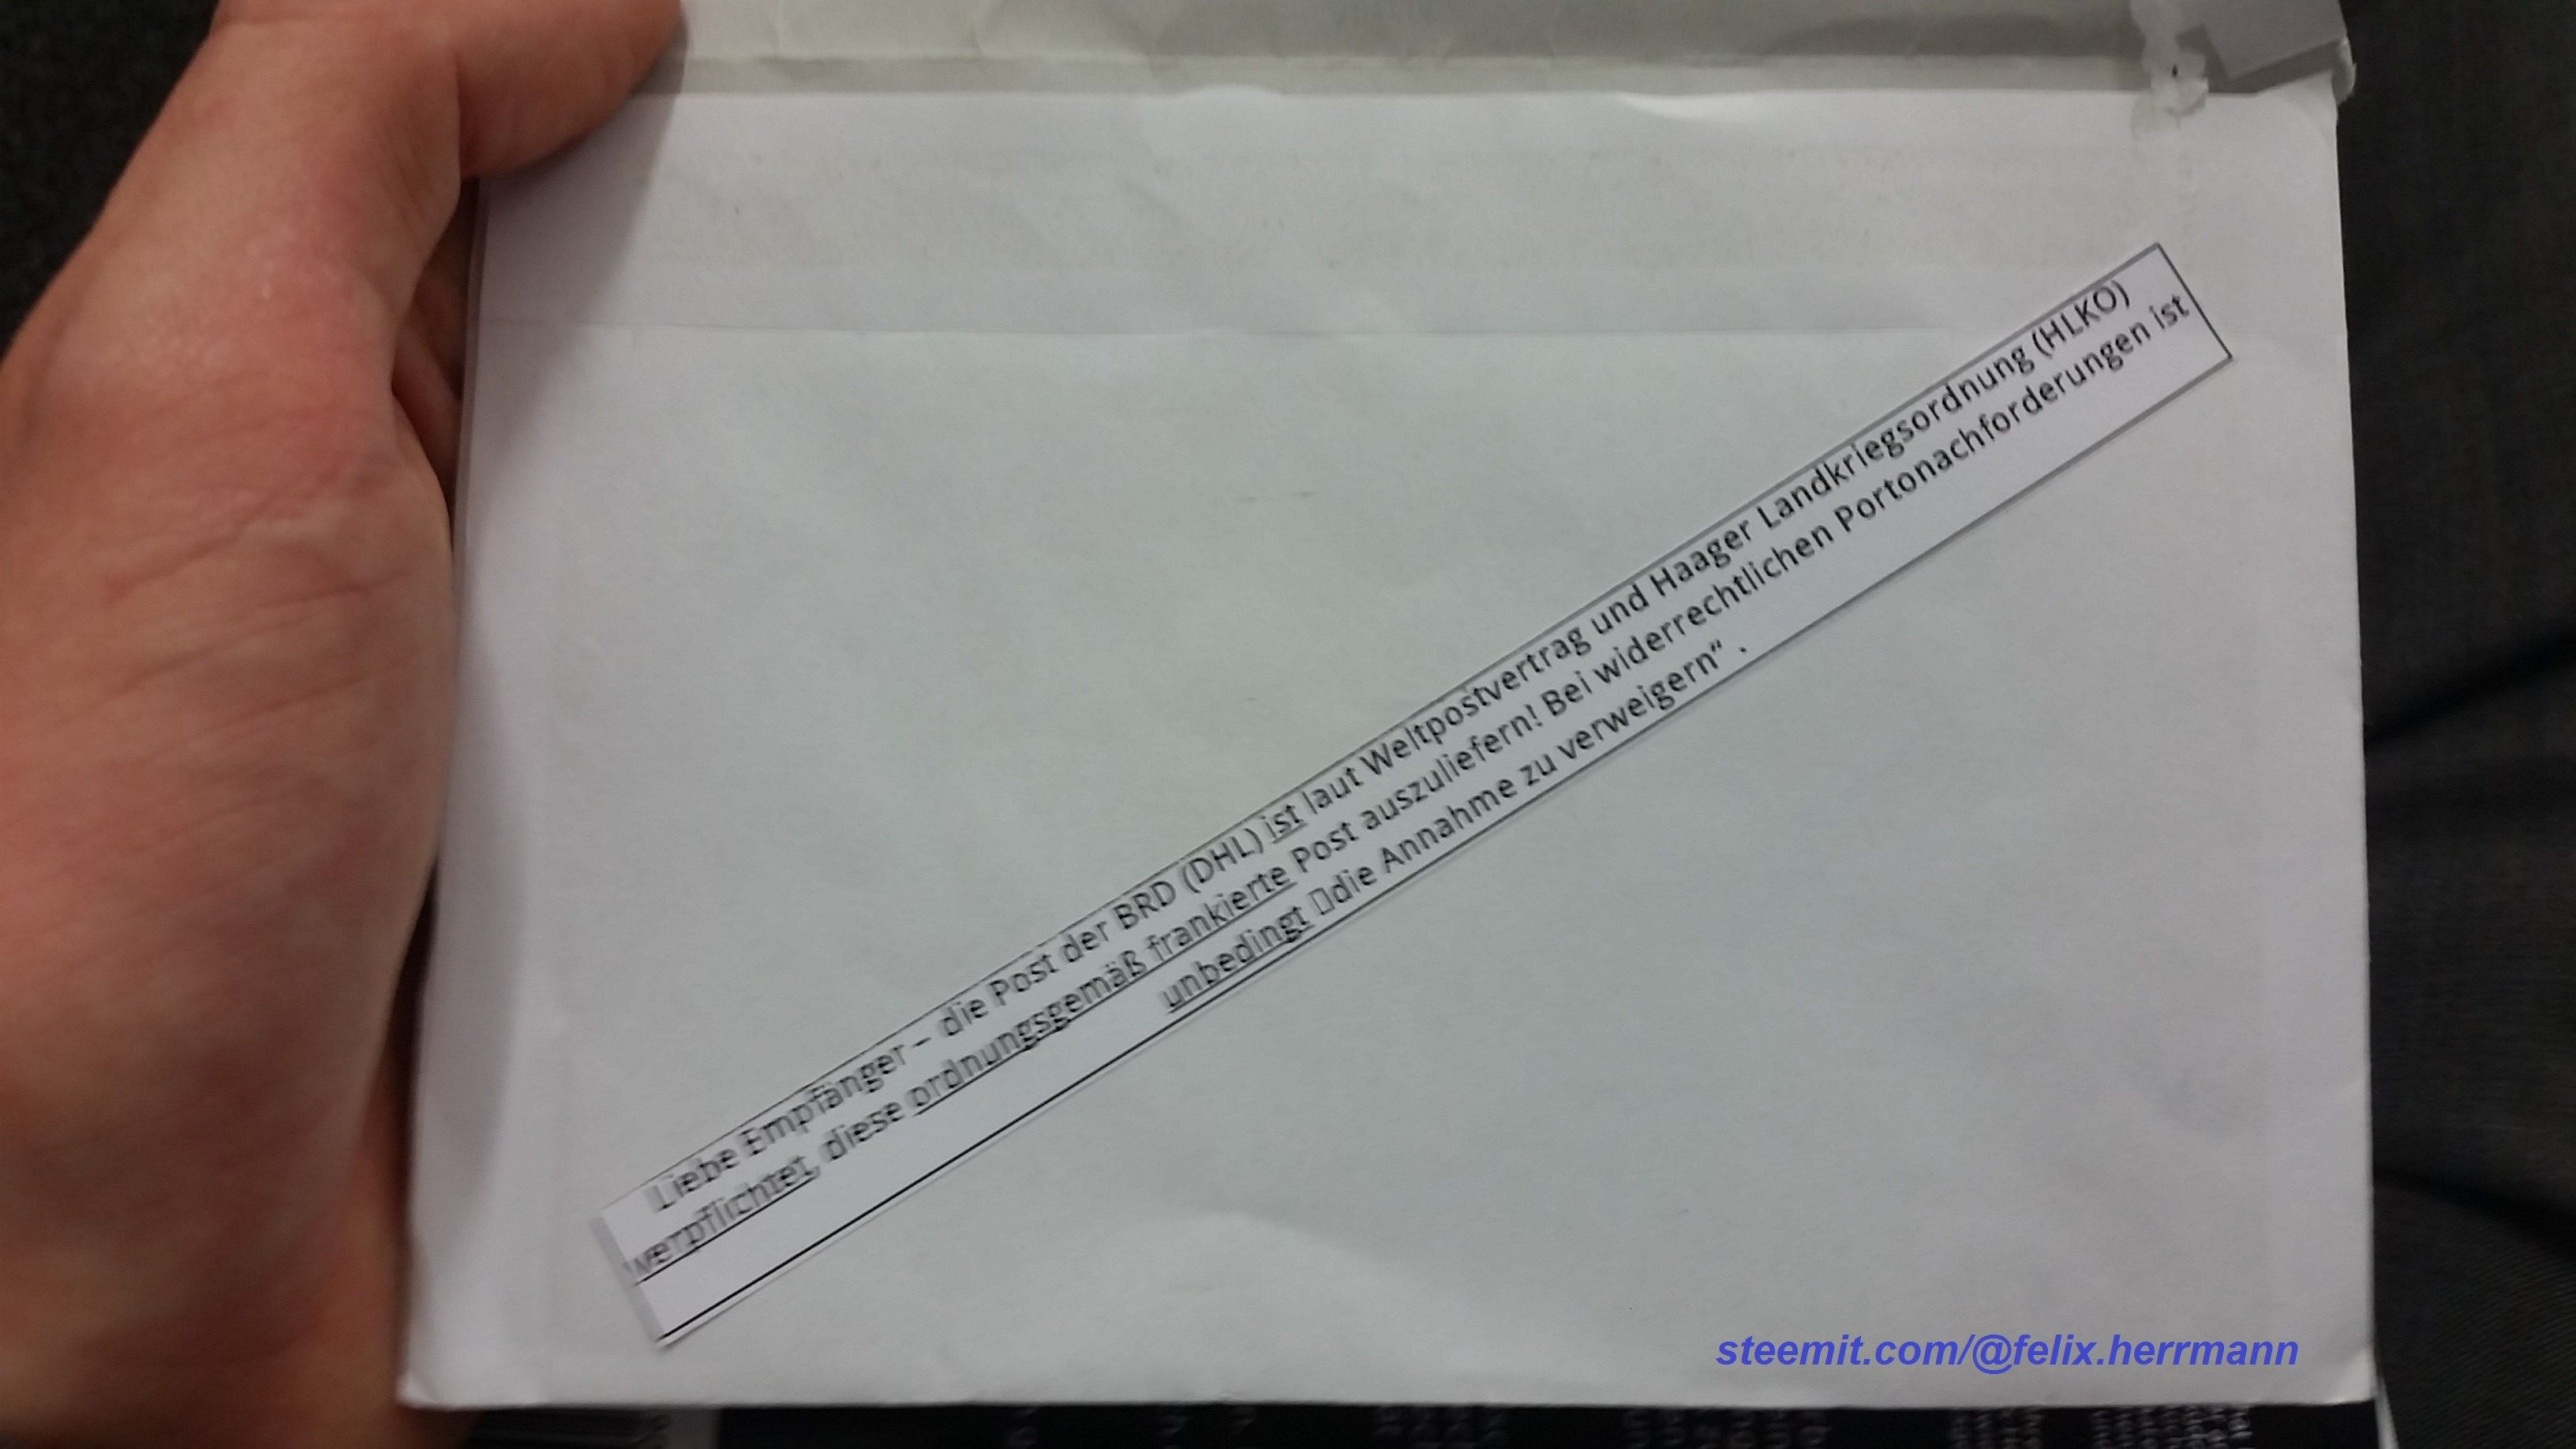 Liebe Empfänger – die Post der BRD (DHL) ist laut Weltpostvertrag und Haager Landkriegsordnung (HLKO)
verpflichtet, diese ordnungsgemäß frankierte Post auszuliefern! Bei widerrechtlichen Portonachforderungen ist
unbedingt □die Annahme zu verweigern“ .
steemit.com/@felix.herrmann